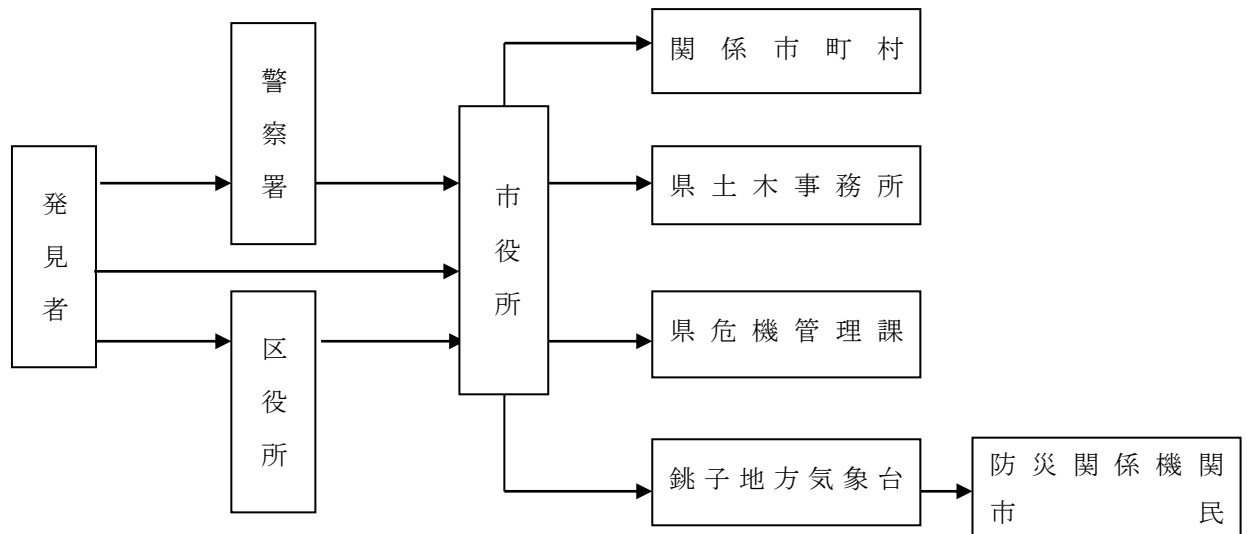 発見者
警察署
区役所
市役所
関係市町村
県土木事務所
県危機管理課
銚子地方気象台
防災関係機関
市民